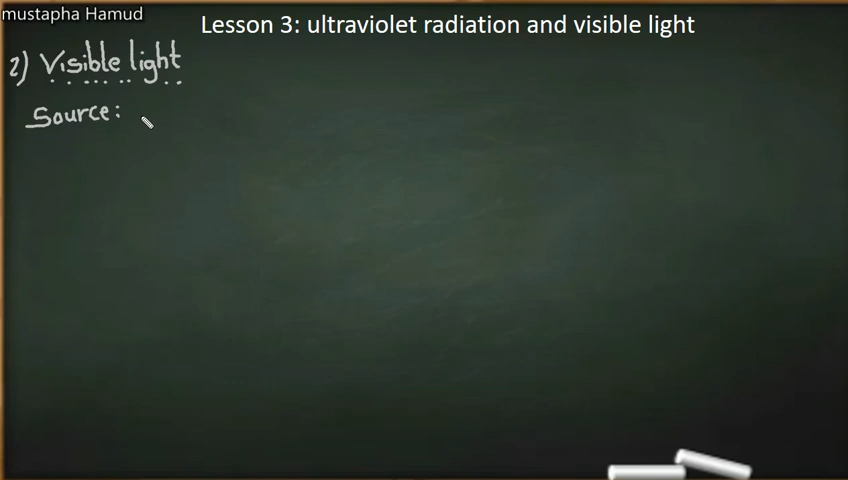 mustapha Hamud
Lesson 3: ultraviolet radiation and visible light
2) Visible light
Source: